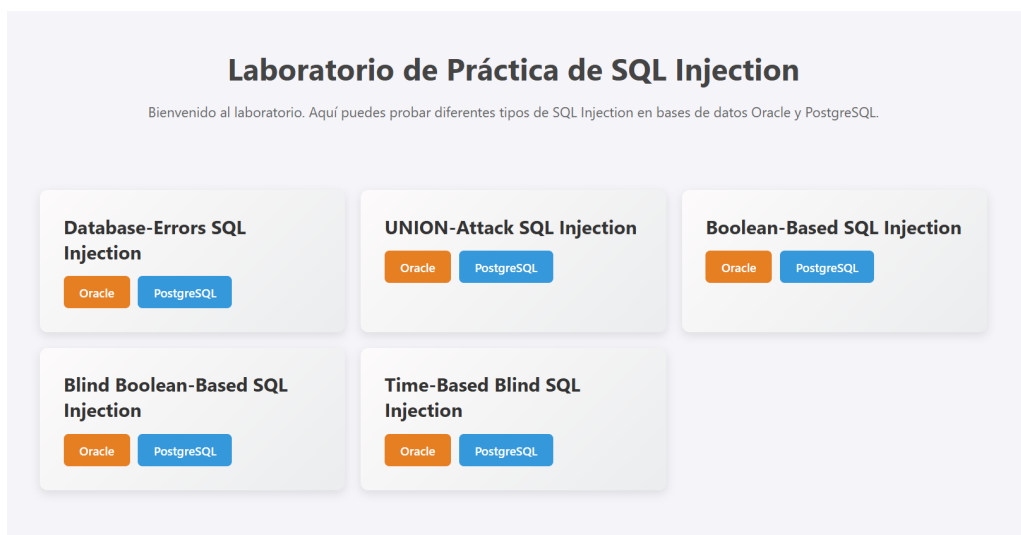 Laboratorio de Práctica de SQL Injection
Bienvenido al laboratorio. Aquí puedes probar diferentes tipos de SQL Injection en bases de datos Oracle y PostgreSQL.
Database-Errors SQL
Injection
Oracle PostgreSQL
UNION-Attack SQL Injection
Oracle PostgreSQL
Boolean-Based SQL Injection
Oracle PostgreSQL
Blind Boolean-Based SQL
Injection
Oracle PostgreSQL
Time-Based Blind SQL
Injection
Oracle PostgreSQL